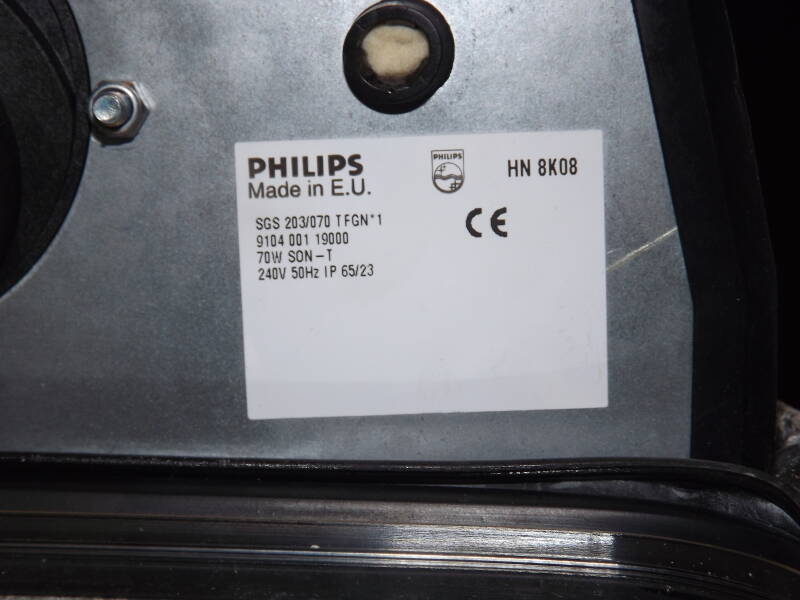 PHILIPS
Made in E.U.
PHILIPS
HN 8K08
SGS 203/070 TFGN*1
9104 001 19000
70W SON-T
240V 50Hz IP 65/23
CE